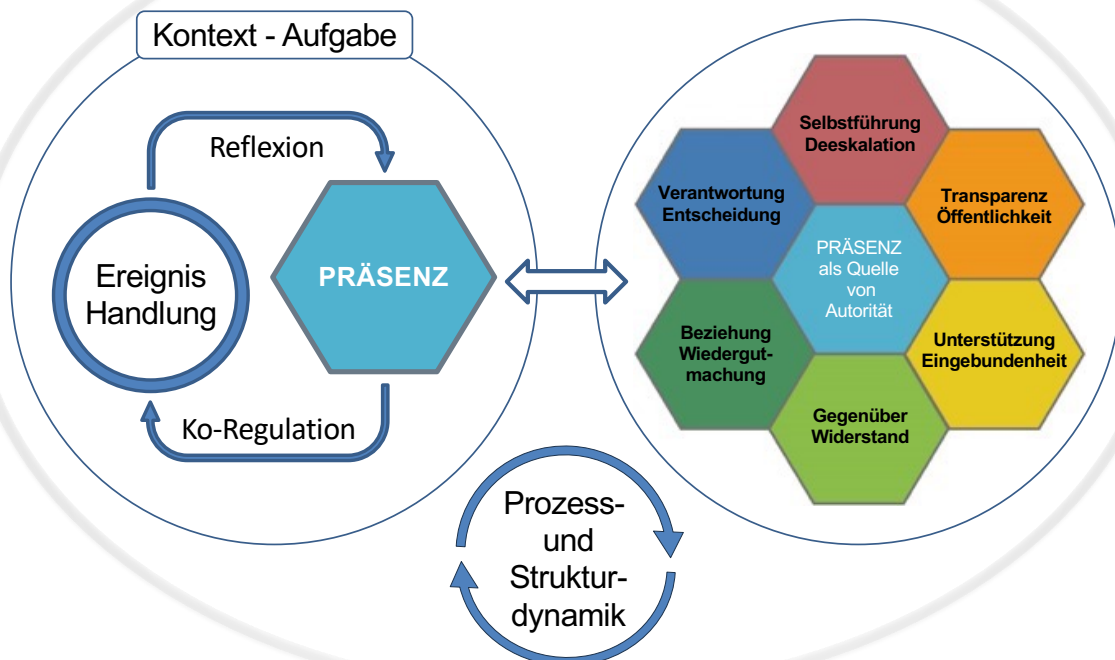 Kontext - Aufgabe
Reflexion
Ereignis
Handlung
PRÄSENZ
Ko-Regulation
Selbstführung
Deeskalation
Verantwortung
Entscheidung
Transparenz
Öffentlichkeit
PRÄSENZ
als Quelle
von
Autorität
Beziehung
Wiedergut-
machung
Unterstützung
Eingebundenheit
Gegenüber
Widerstand
Prozess-
und
Struktur-
dynamik